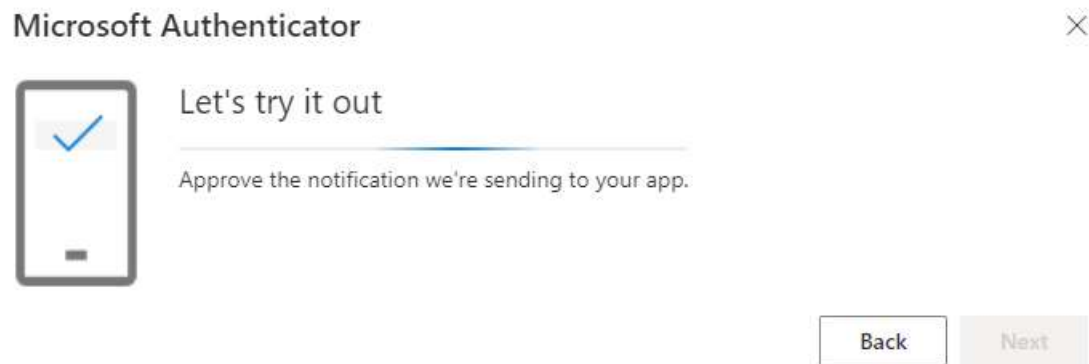 Microsoft Authenticator
Let's try it out
Approve the notification we're sending to your app.
Back
Next